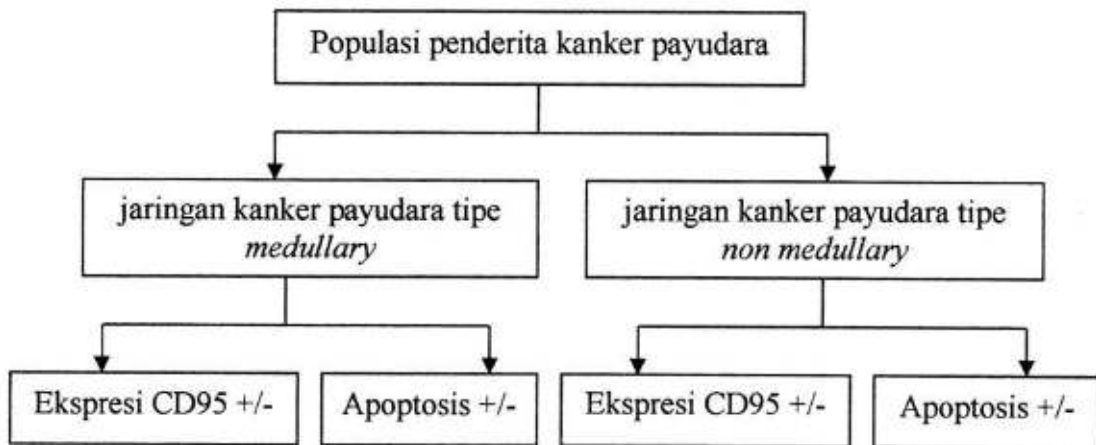 Populasi penderita kanker payudara
jaringan kanker payudara tipe
medullary
jaringan kanker payudara tipe
non medullary
Ekspresi CD95 +/-
Apoptosis +/-
Ekspresi CD95 +/-
Apoptosis +/-